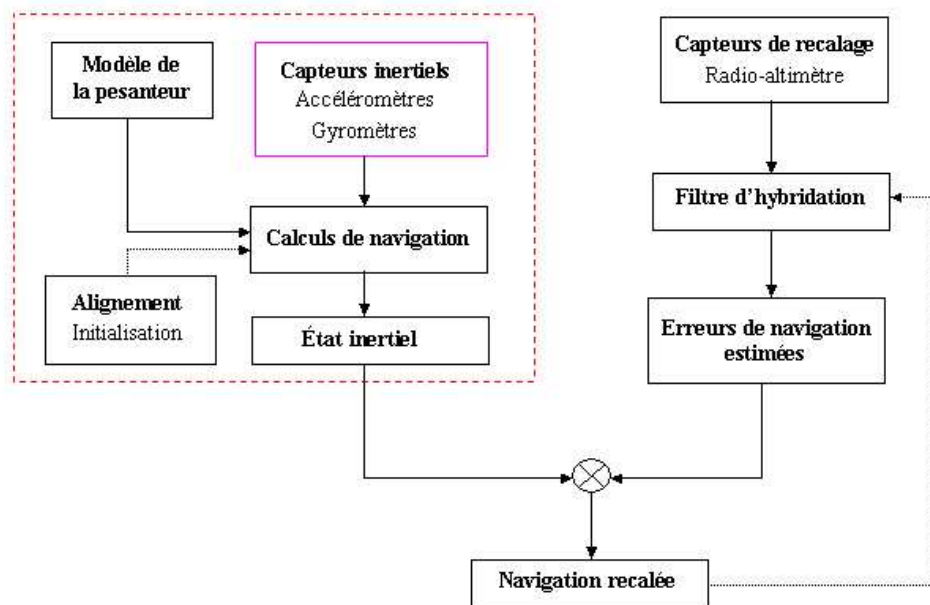 Modèle de
la pesanteur
Capteurs inertiels
Accéléromètres
Gyromètres
Capteurs de recalage
Radio-altimètre
Filtre d'hybridation
Calculs de navigation
Alignement
Initialisation
État inertiel
Erreurs de navigation
estimées
Navigation recalée